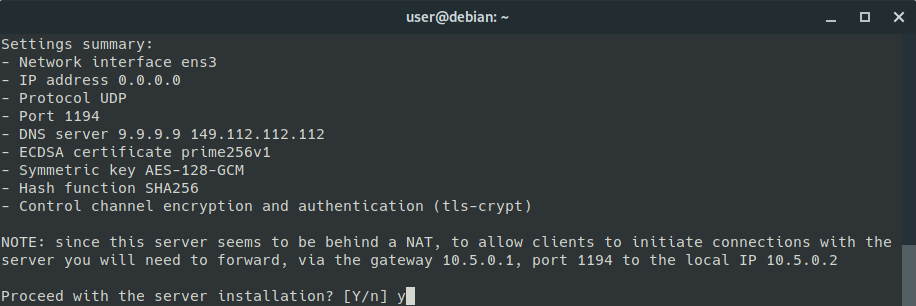 user@debian: ~
Settings summary:
- Network interface ens3
- IP address 0.0.0.0
- Protocol UDP
- Port 1194
- DNS server 9.9.9.9 149.112.112.112
- ECDSA certificate prime256v1
- Symmetric key AES-128-GCM
- Hash function SHA256
- Control channel encryption and authentication (tls-crypt)
NOTE: since this server seems to be behind a NAT, to allow clients to initiate connections with the
server you will need to forward, via the gateway 10.5.0.1, port 1194 to the local IP 10.5.0.2
Proceed with the server installation? [Y/n] y